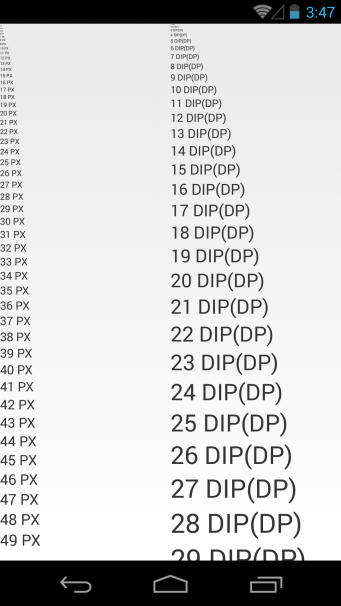 3:47
12 PX
13 PX
14 PX
15 PX
16 PX
17 PX
18 PX
19 PX
20 PX
21 PX
22 PX
23 PX
24 PX
25 PX
26 PX
27 PX
28 PX
29 PX
30 PX
31 PX
32 PX
33 PX
34 PX
35 PX
36 PX
37 PX
38 PX
39 PX
40 PX
41 PX
42 PX
43 PX
44 PX
45 PX
46 PX
47 PX
48 PX
49 PX
4 DIP(DP)
5 DIP(DP)
6 DIP(DP)
7 DIP(DP)
8 DIP(DP)
9 DIP(DP)
10 DIP(DP)
11 DIP(DP)
12 DIP(DP)
13 DIP(DP)
14 DIP(DP)
15 DIP(DP)
16 DIP(DP)
17 DIP(DP)
18 DIP(DP)
19 DIP(DP)
20 DIP(DP)
21 DIP(DP)
22 DIP(DP)
23 DIP(DP)
24 DIP(DP)
25 DIP(DP)
26 DIP(DP)
27 DIP(DP)
28 DIP(DP)
29 DIP(DP)